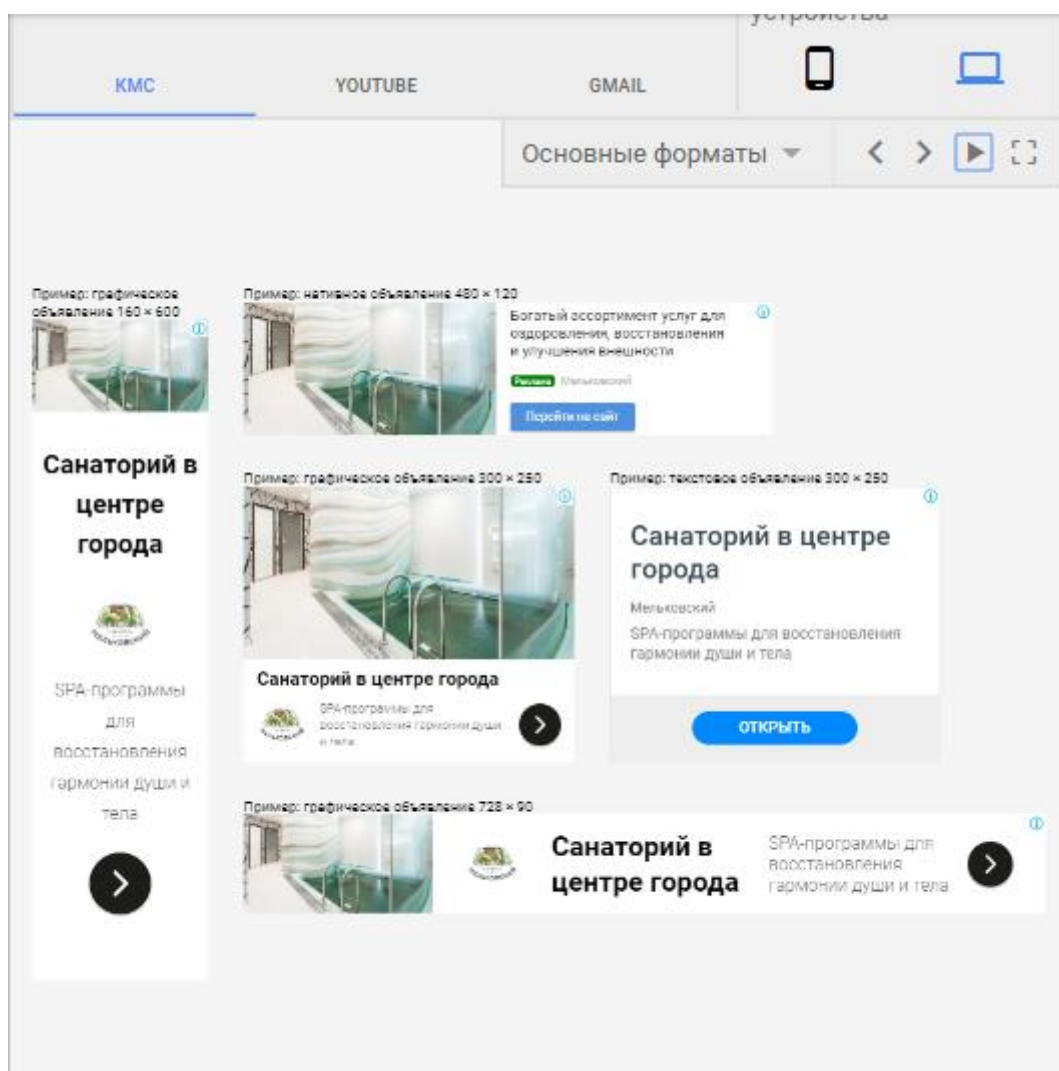 устройства
КМС
YOUTUBE
GMAIL
Основные форматы
Пример: графическое
объявление 160 × 600
Санаторий в
центре
города
МЕЛЬКОВСКИЙ
SPA-программы
для
восстановления
гармонии души и
тела
Пример: нативное объявление 480 × 120
Богатый ассортимент услуг для
оздоровления, восстановления
и улучшения внешности
Реклама Мельковский
Перейти на сайт
Пример: графическое объявление 300 × 250
Санаторий в центре города
SPA-программы для
восстановления гармонии души
и тела
Пример: текстовое объявление 300 × 250
Санаторий в центре
города
Мельковский
SPA-программы для восстановления
гармонии души и тела
ОТКРЫТЬ
Пример: графическое объявление 728 × 90
Санаторий в
центре города
SPA-программы для
восстановления
гармонии души и тела